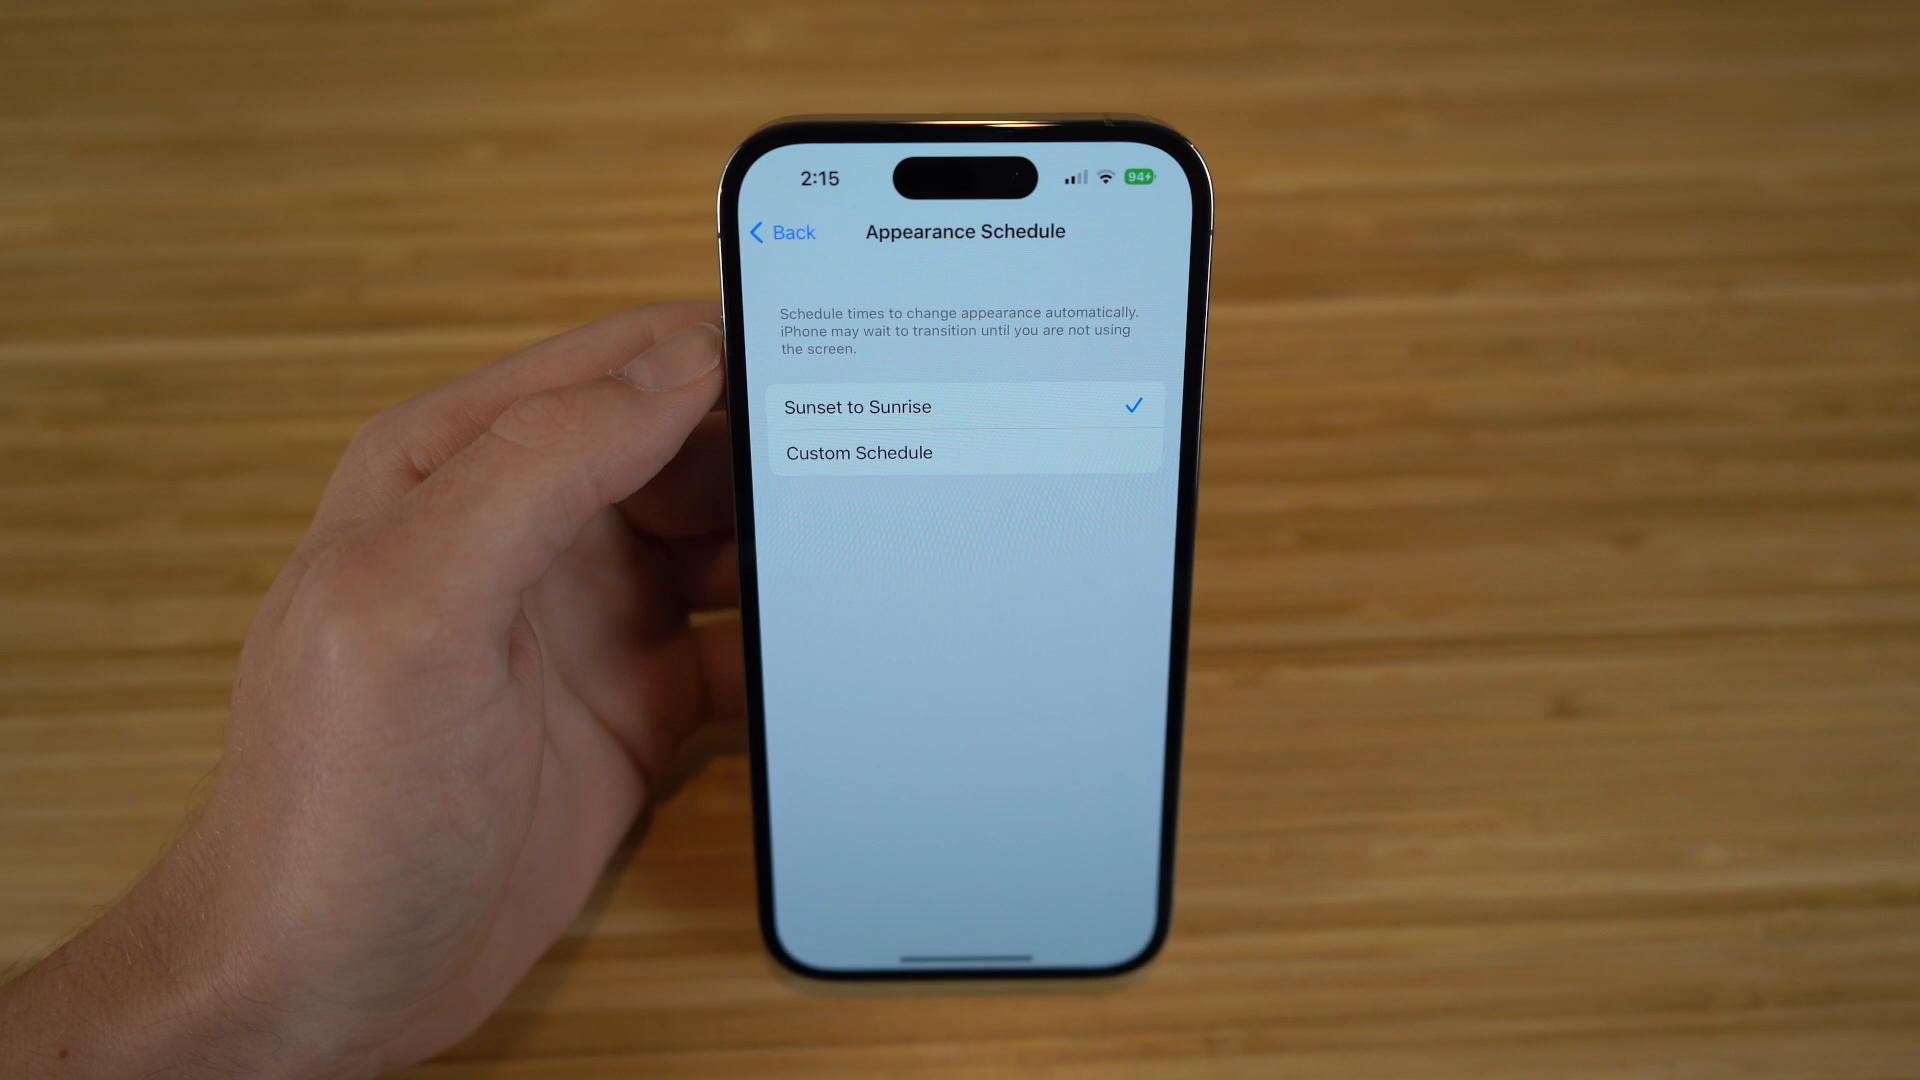 2:15
94
Back
Appearance Schedule
Schedule times to change appearance automatically.
iPhone may wait to transition until you are not using
the screen.
Sunset to Sunrise
Custom Schedule